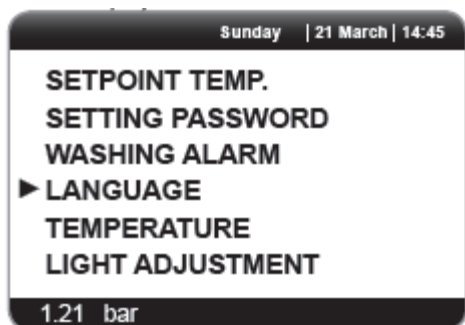 Sunday | 21 March | 14:45
SETPOINT TEMP.
SETTING PASSWORD
WASHING ALARM
LANGUAGE
TEMPERATURE
LIGHT ADJUSTMENT
1.21 bar